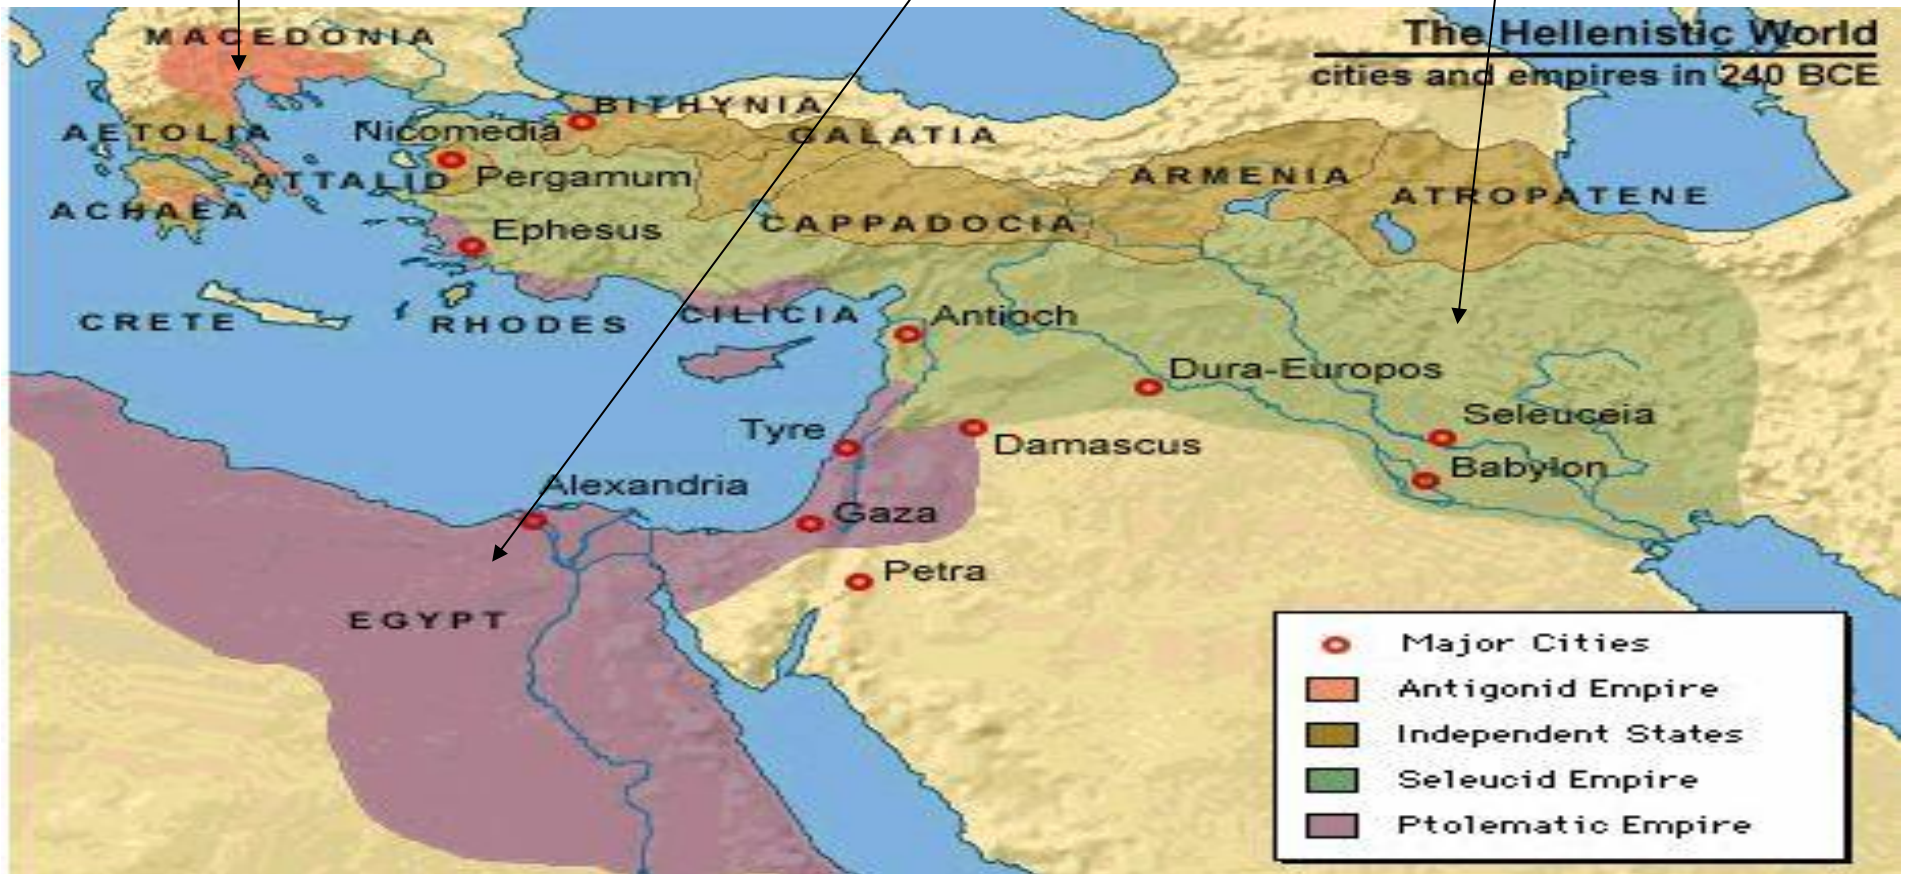 The Hellenistic World
cities and empires in 240 BCE
MACEDONIA
BITHYNIA
AETOLIA
Nicomedia
GALATIA
ATTALID
Pergamum
ARMENIA
ATROPATENE
ACHAEA
Ephesus
CAPPADOCIA
CRETE
RHODES
CILICIA
Antioch
Dura-Europos
Seleuceia
Tyre
Damascus
Babylon
Alexandria
Gaza
Petra
EGYPT
Major Cities
Antigonid Empire
Independent States
Seleucid Empire
Ptolematic Empire